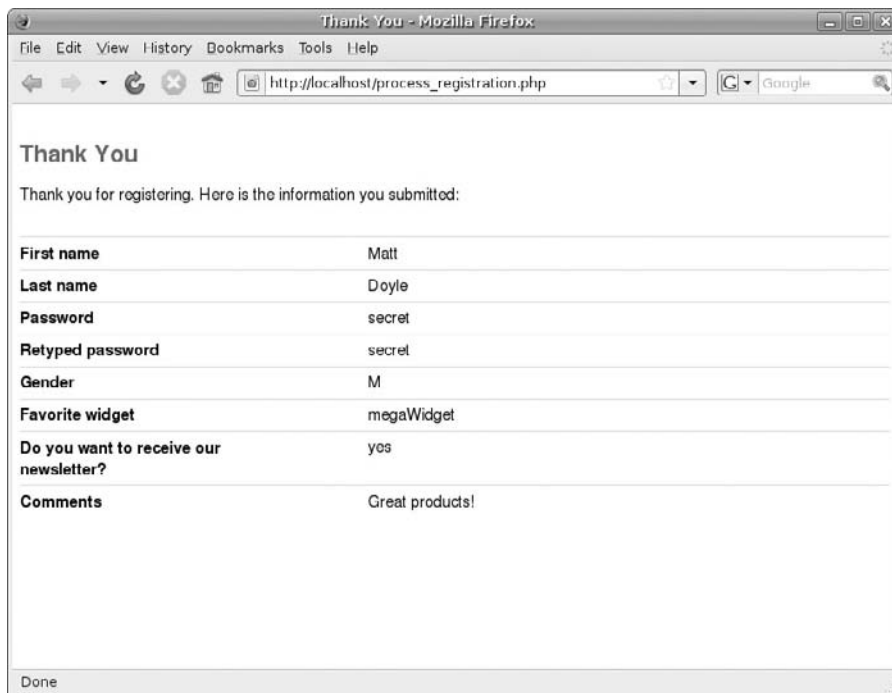 Thank You - Mozilla Firefox
File Edit View History Bookmarks Tools Help
http://localhost/process_registration.php
G
Google
Thank You
Thank you for registering. Here is the information you submitted:
First name Matt
Last name Doyle
Password secret
Retyped password secret
Gender M
Favorite widget megaWidget
Do you want to receive our yes
newsletter?
Comments Great products!
Done